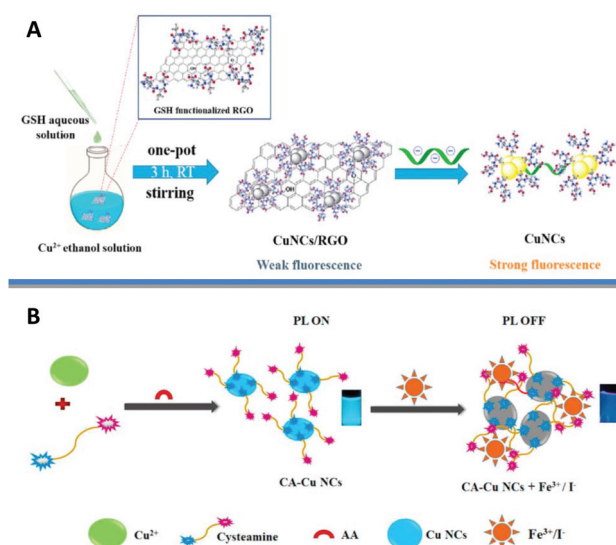 A
GSH aqueous
solution
GSH functionalized RGO
OH
one-pot
3 h, RT
stirring
Cu²⁺ ethanol solution
OH
CuNCs/RGO
CuNCs
Weak fluorescence
Strong fluorescence
B
PL ON
PL OFF
CA-Cu NCs
CA-Cu NCs + Fe³⁺/ I⁻
Cu²⁺
Cysteamine
AA
Cu NCs
Fe³⁺/I⁻